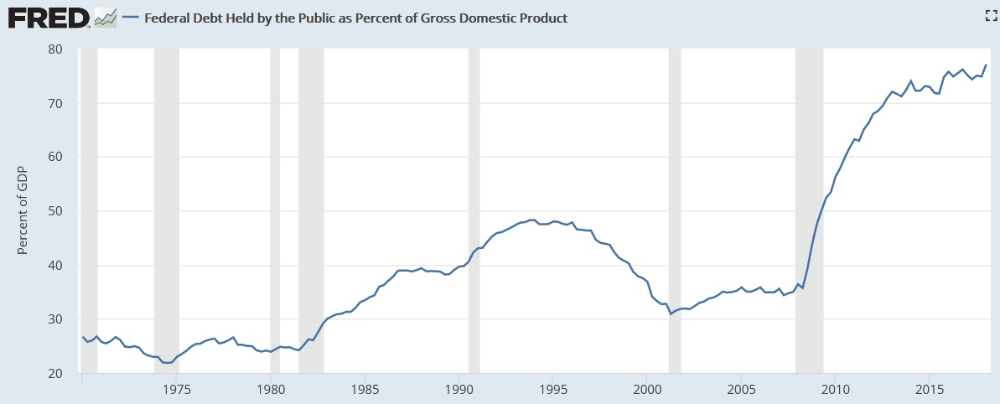 FRED Federal Debt Held by the Public as Percent of Gross Domestic Product
Percent of GDP
80
70
60
50
40
30
20
1975 1980 1985 1990 1995 2000 2005 2010 2015